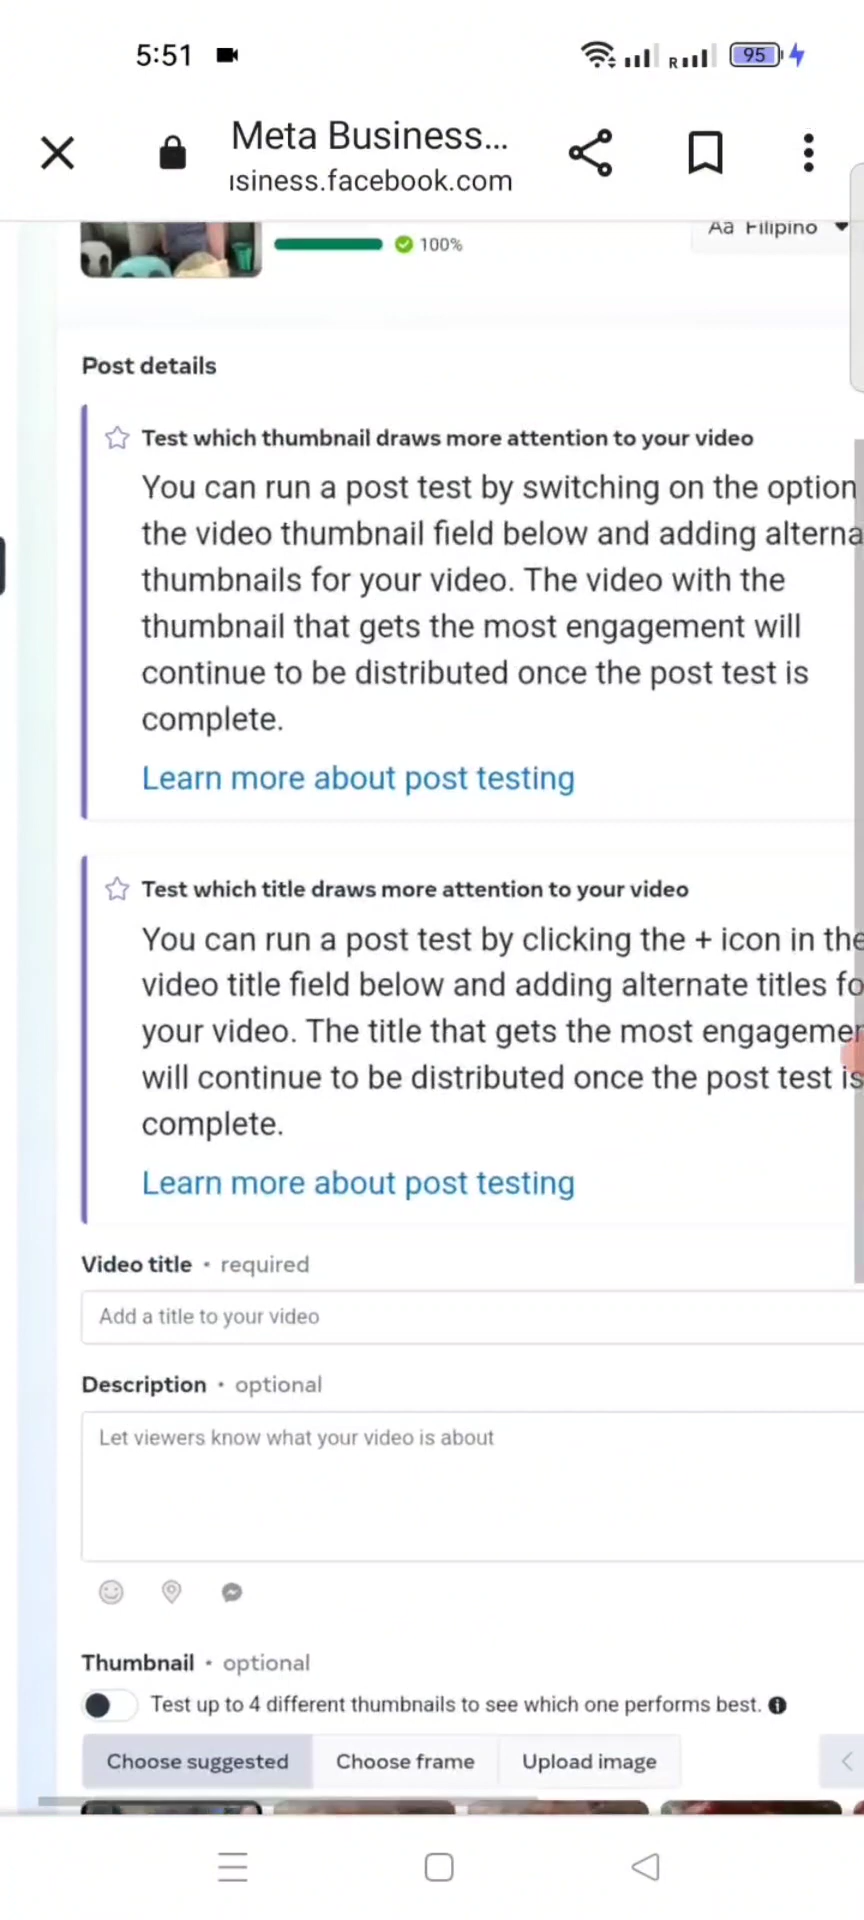 5:51
R
95
Meta Business...
ısiness.facebook.com
100%
Aa Filipino
Post details
Test which thumbnail draws more attention to your video
You can run a post test by switching on the option
the video thumbnail field below and adding alterna
thumbnails for your video. The video with the
thumbnail that gets the most engagement will
continue to be distributed once the post test is
complete.
Learn more about post testing
Test which title draws more attention to your video
You can run a post test by clicking the + icon in the
video title field below and adding alternate titles fo
your video. The title that gets the most engagemen
will continue to be distributed once the post test is
complete.
Learn more about post testing
Video title · required
Add a title to your video
Description · optional
Let viewers know what your video is about
Thumbnail · optional
Test up to 4 different thumbnails to see which one performs best.
Choose suggested
Choose frame
Upload image